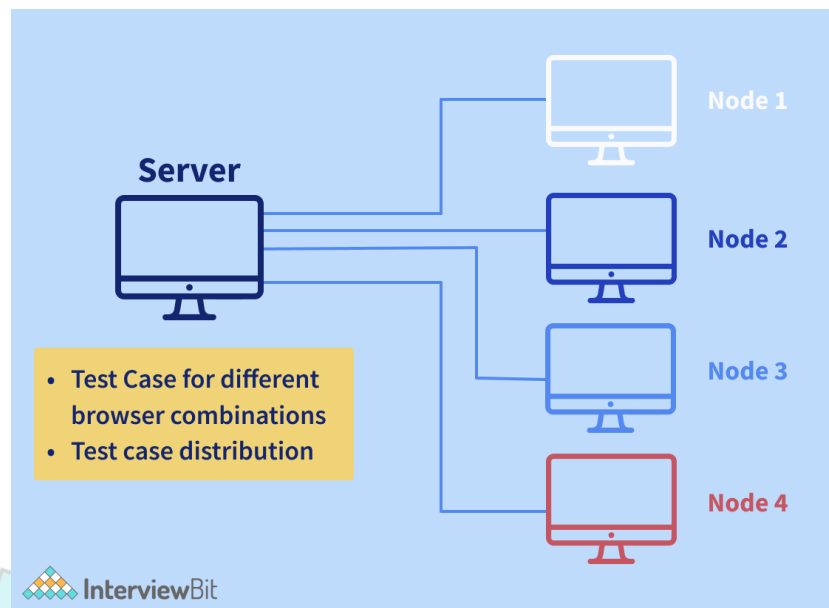 Server
Node 1
Node 2
Node 3
Node 4
• Test Case for different
browser combinations
• Test case distribution
InterviewBit